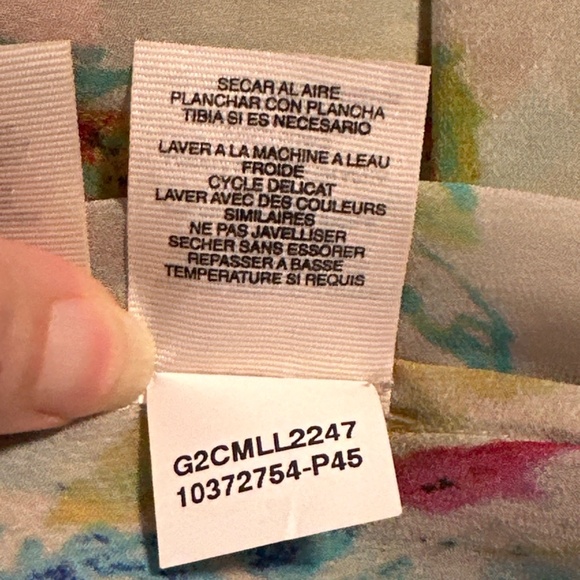 SECAR AL AIRE
PLANCHAR CON PLANCHA
TIBIA SI ES NECESARIO
LAVER A LA MACHINE A LEAU
FROIDE
CYCLE DELICAT
LAVER AVEC DES COULEURS
SIMILAIRES
NE PAS JAVELLISER
SECHER SANS ESSORER
REPASSER A BASSE
TEMPERATURE SI REQUIS
G2CMLL2247
10372754-P45